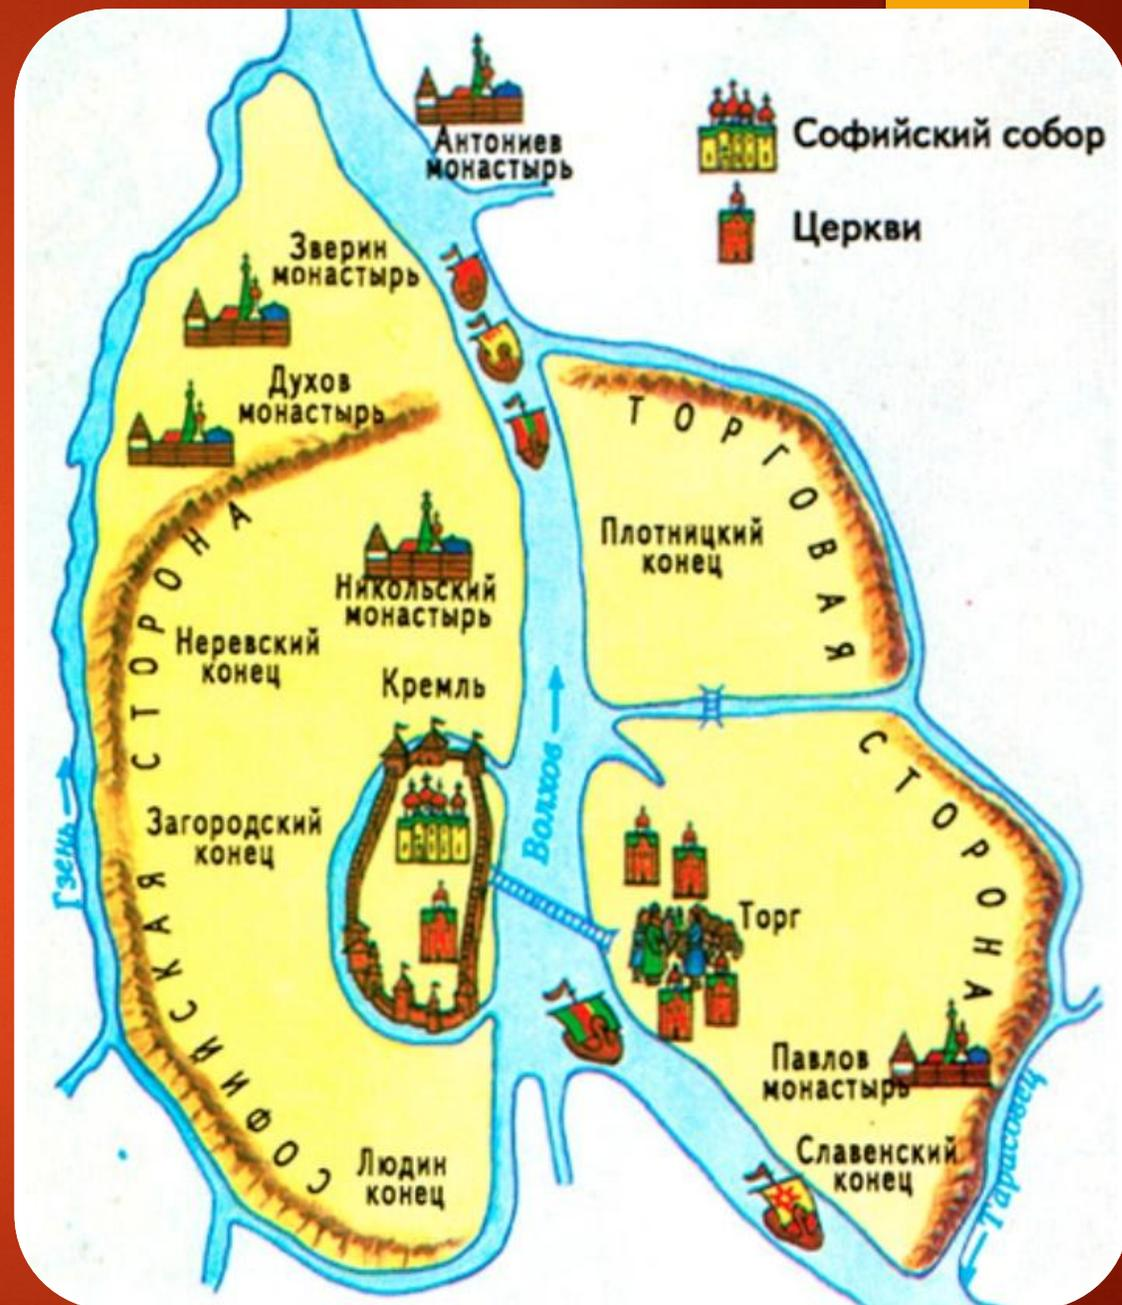 Антониев
монастырь
Софийский собор
Церкви
Зверин
монастырь
Духов
монастырь
ТОРГОВАЯ СТОРОНА
Плотницкий
конец
Никольский
монастырь
Неревский
конец
Кремль
СОФИЙСКАЯ СТОРОНА
Волхов
Загородский
конец
Гзень
Торг
Павлов
монастырь
Славенский
конец
Тарасовец
Людин
конец